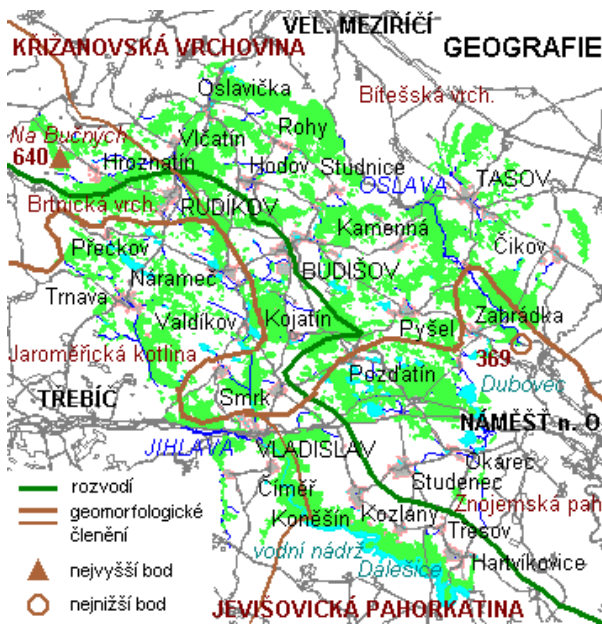 VEL. MEZIŘÍČÍ
KŘIŽANOVSKÁ VRCHOVINA
GEOGRAFIE
Oslavička
Bítešská vrch.
Na Bučných
640
Vlčatín
Rohy
Hroznatín
Hodov
Studnice
OSLAVA
TASOV
Brtnická vrch.
RUDÍKOV
Kamenná
Přeckov
Čikov
Nárameč
BUDIŠOV
Trnava
Valdíkov
Kojatín
Pyšel
Zahrádka
Jaroměřická kotlina
369
Pozďatín
Dubovec
TŘEBÍČ
Smrk
NÁMĚŠŤ n. O
JIHLAVA
VLADISLAV
Okarec
Číměř
Studenec
Znojemská pah
Koněšín
Kozlany
Třesov
vodní nádrž
Dalešice
Hartvíkovice
JEVIŠOVICKÁ PAHORKATINA
rozvodí
geomorfologické
členění
nejvyšší bod
nejnižší bod